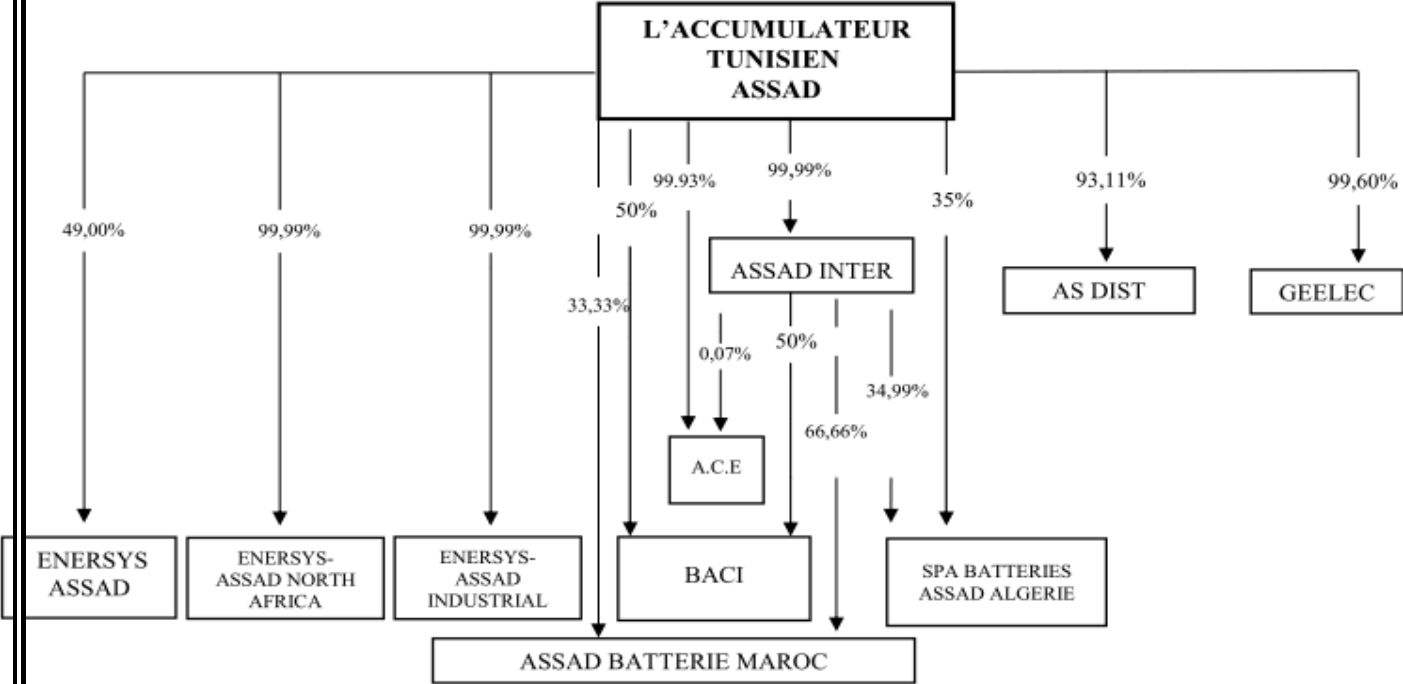 L'ACCUMULATEUR
TUNISIEN
ASSAD
99,99%
99.93%
93,11%
99,60%
35%
50%
49,00%
99,99%
99,99%
ASSAD INTER
AS DIST
GEELEC
33,33%
50%
0,07%
34,99%
66,66%
A.C.E
ENERSYS
ASSAD
ENERSYS-
ASSAD NORTH
AFRICA
ENERSYS-
ASSAD
INDUSTRIAL
BACI
SPA BATTERIES
ASSAD ALGERIE
ASSAD BATTERIE MAROC